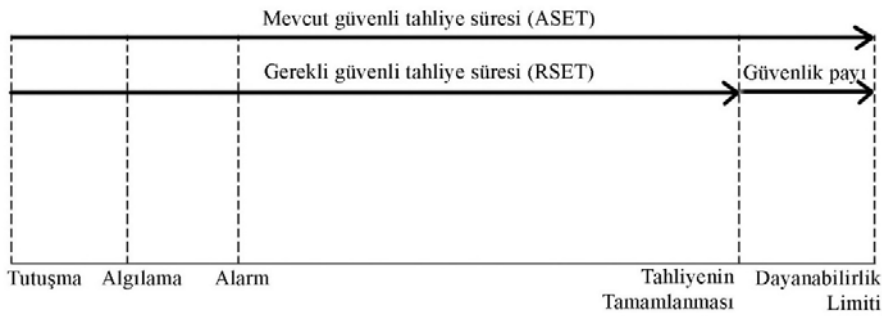 Mevcut güvenli tahliye süresi (ASET)
Gerekli güvenli tahliye süresi (RSET)
Güvenlik payı
Tutuşma
Algılama
Alarm
Tahliyenin
Tamamlanması
Dayanabilirlik
Limiti